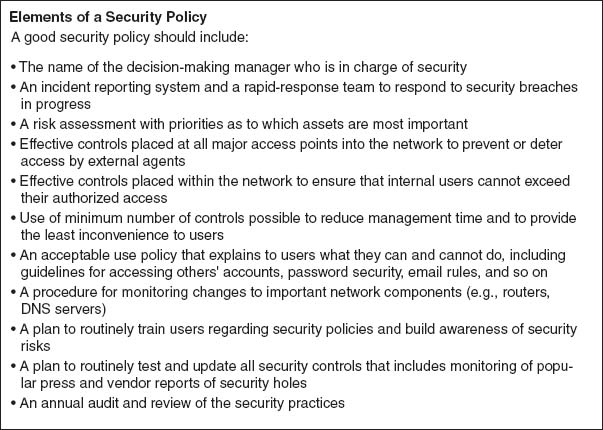 Elements of a Security Policy
A good security policy should include:
• The name of the decision-making manager who is in charge of security
• An incident reporting system and a rapid-response team to respond to security breaches
in progress
• A risk assessment with priorities as to which assets are most important
• Effective controls placed at all major access points into the network to prevent or deter
access by external agents
• Effective controls placed within the network to ensure that internal users cannot exceed
their authorized access
• Use of minimum number of controls possible to reduce management time and to provide
the least inconvenience to users
• An acceptable use policy that explains to users what they can and cannot do, including
guidelines for accessing others' accounts, password security, email rules, and so on
• A procedure for monitoring changes to important network components (e.g., routers,
DNS servers)
• A plan to routinely train users regarding security policies and build awareness of security
risks
• A plan to routinely test and update all security controls that includes monitoring of popu-
lar press and vendor reports of security holes
• An annual audit and review of the security practices